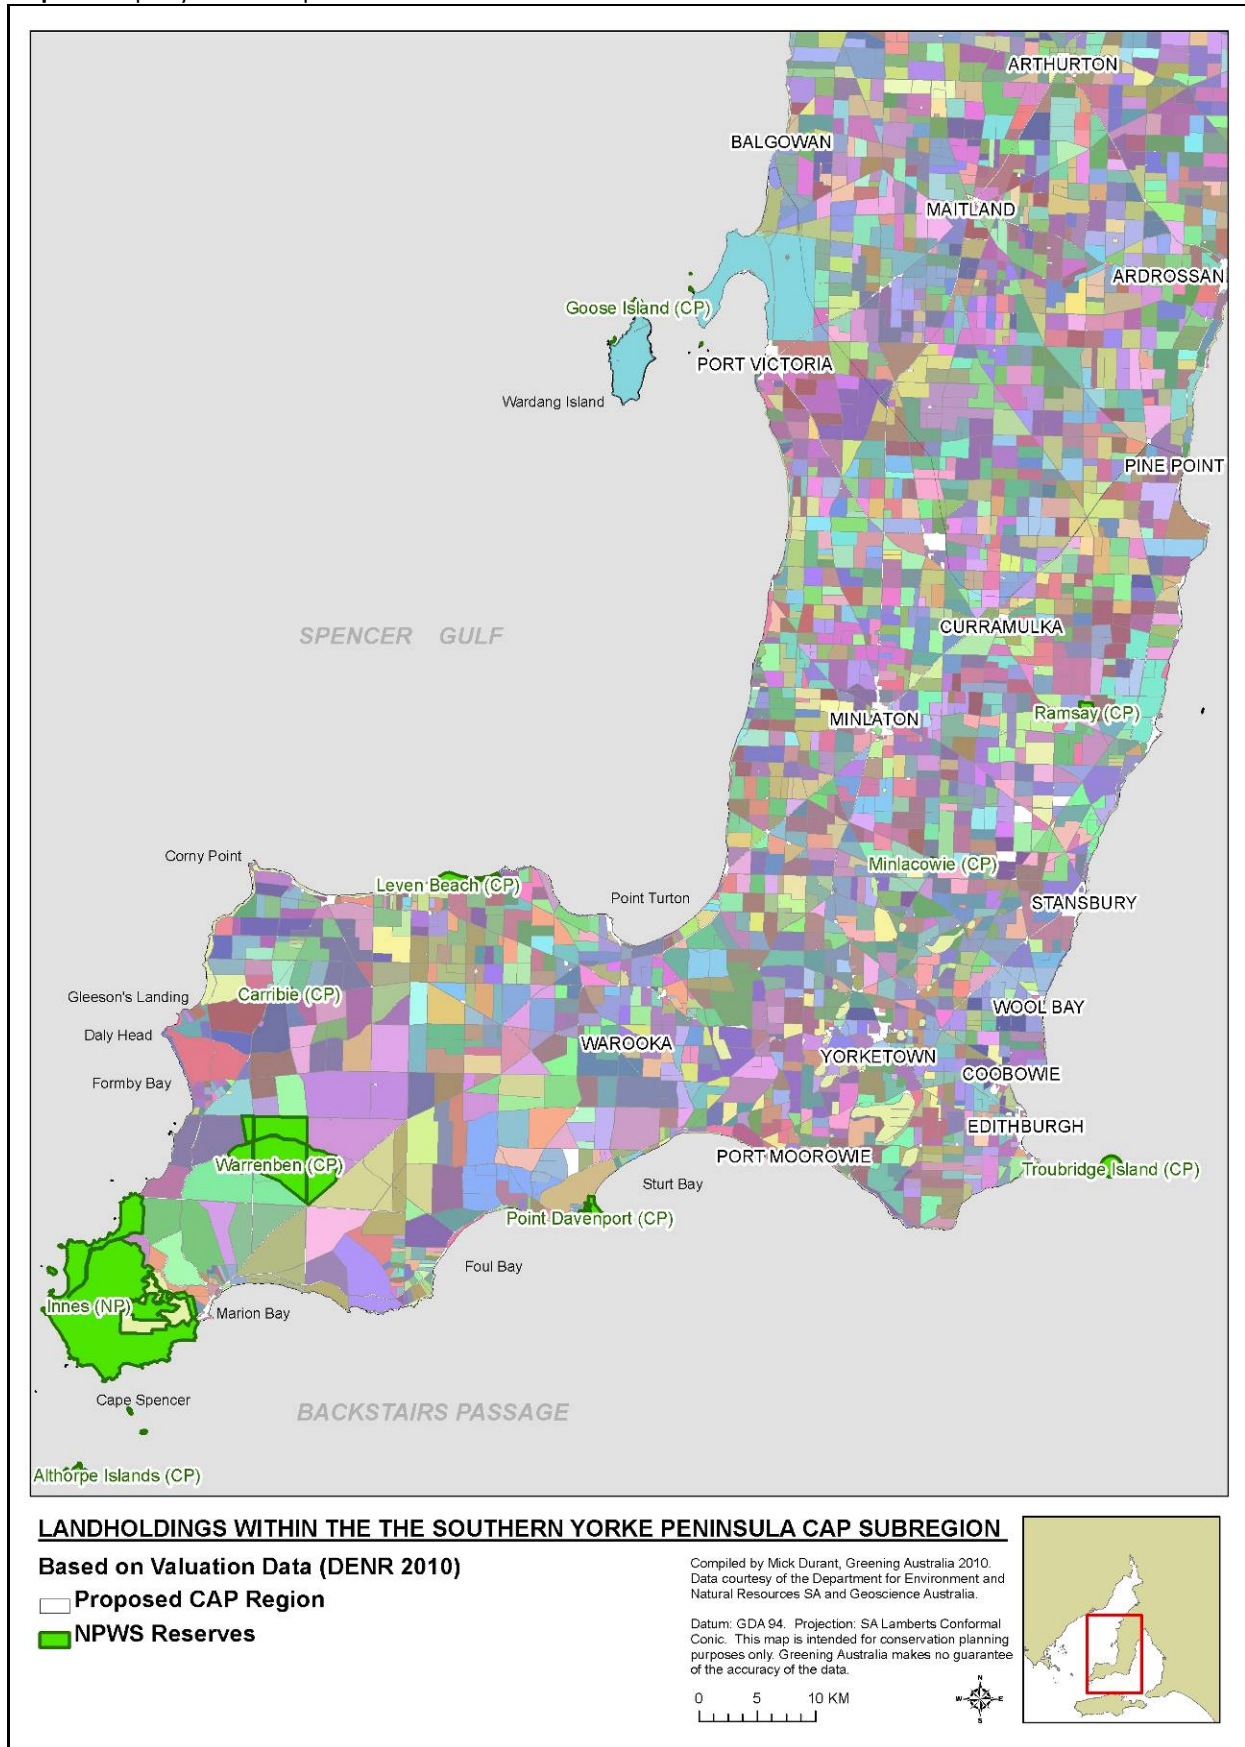 ARTHURTON
BALGOWAN
MAITLAND
ARDROSSAN
Goose Island (CP)
PORT VICTORIA
Wardang Island
PINE POINT
SPENCER GULF
CURRAMULKA
MINLATON
Ramsay (CP)
Corny Point
Minlacowie (CP)
Leven Beach (CP)
Point Turton
STANSBURY
Carribie (CP)
Gleeson's Landing
WOOL BAY
Daly Head
WAROOKA
YORKETOWN
COOBOWIE
Formby Bay
EDITHBURGH
PORT MOOROWIE
Warrenben (CP)
Troubridge Island (CP)
Sturt Bay
Point Davenport (CP)
Foul Bay
Innes (NP)
Marion Bay
Cape Spencer
BACKSTAIRS PASSAGE
Althorpe Islands (CP)
LANDHOLDINGS WITHIN THE THE SOUTHERN YORKE PENINSULA CAP SUBREGION
Based on Valuation Data (DENR 2010)
Proposed CAP Region
NPWS Reserves
Compiled by Mick Durant, Greening Australia 2010.
Data courtesy of the Department for Environment and
Natural Resources SA and Geoscience Australia.
Datum: GDA 94. Projection: SA Lamberts Conformal
Conic. This map is intended for conservation planning
purposes only. Greening Australia makes no guarantee
of the accuracy of the data.
0 5 10 KM
N
W E
S